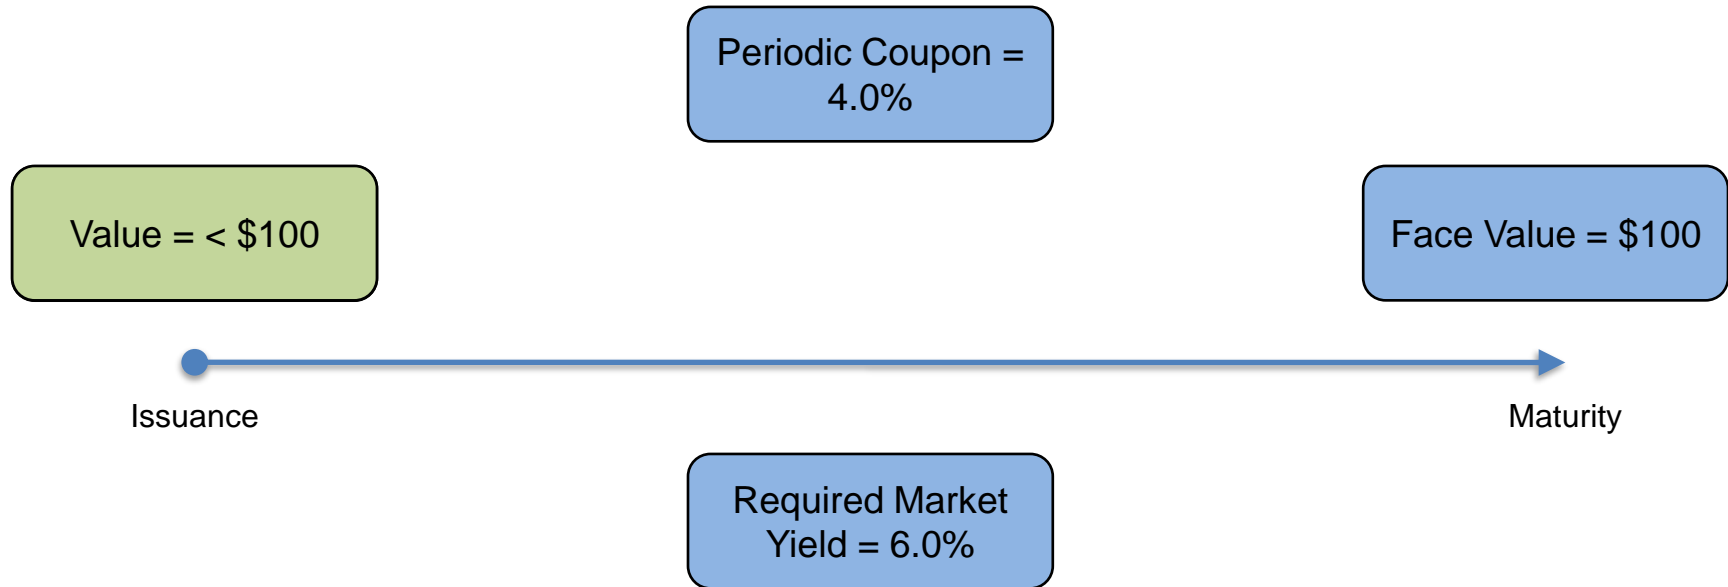 Periodic Coupon =
4.0%
Value = < $100
Face Value = $100
Issuance
Maturity
Required Market
Yield = 6.0%